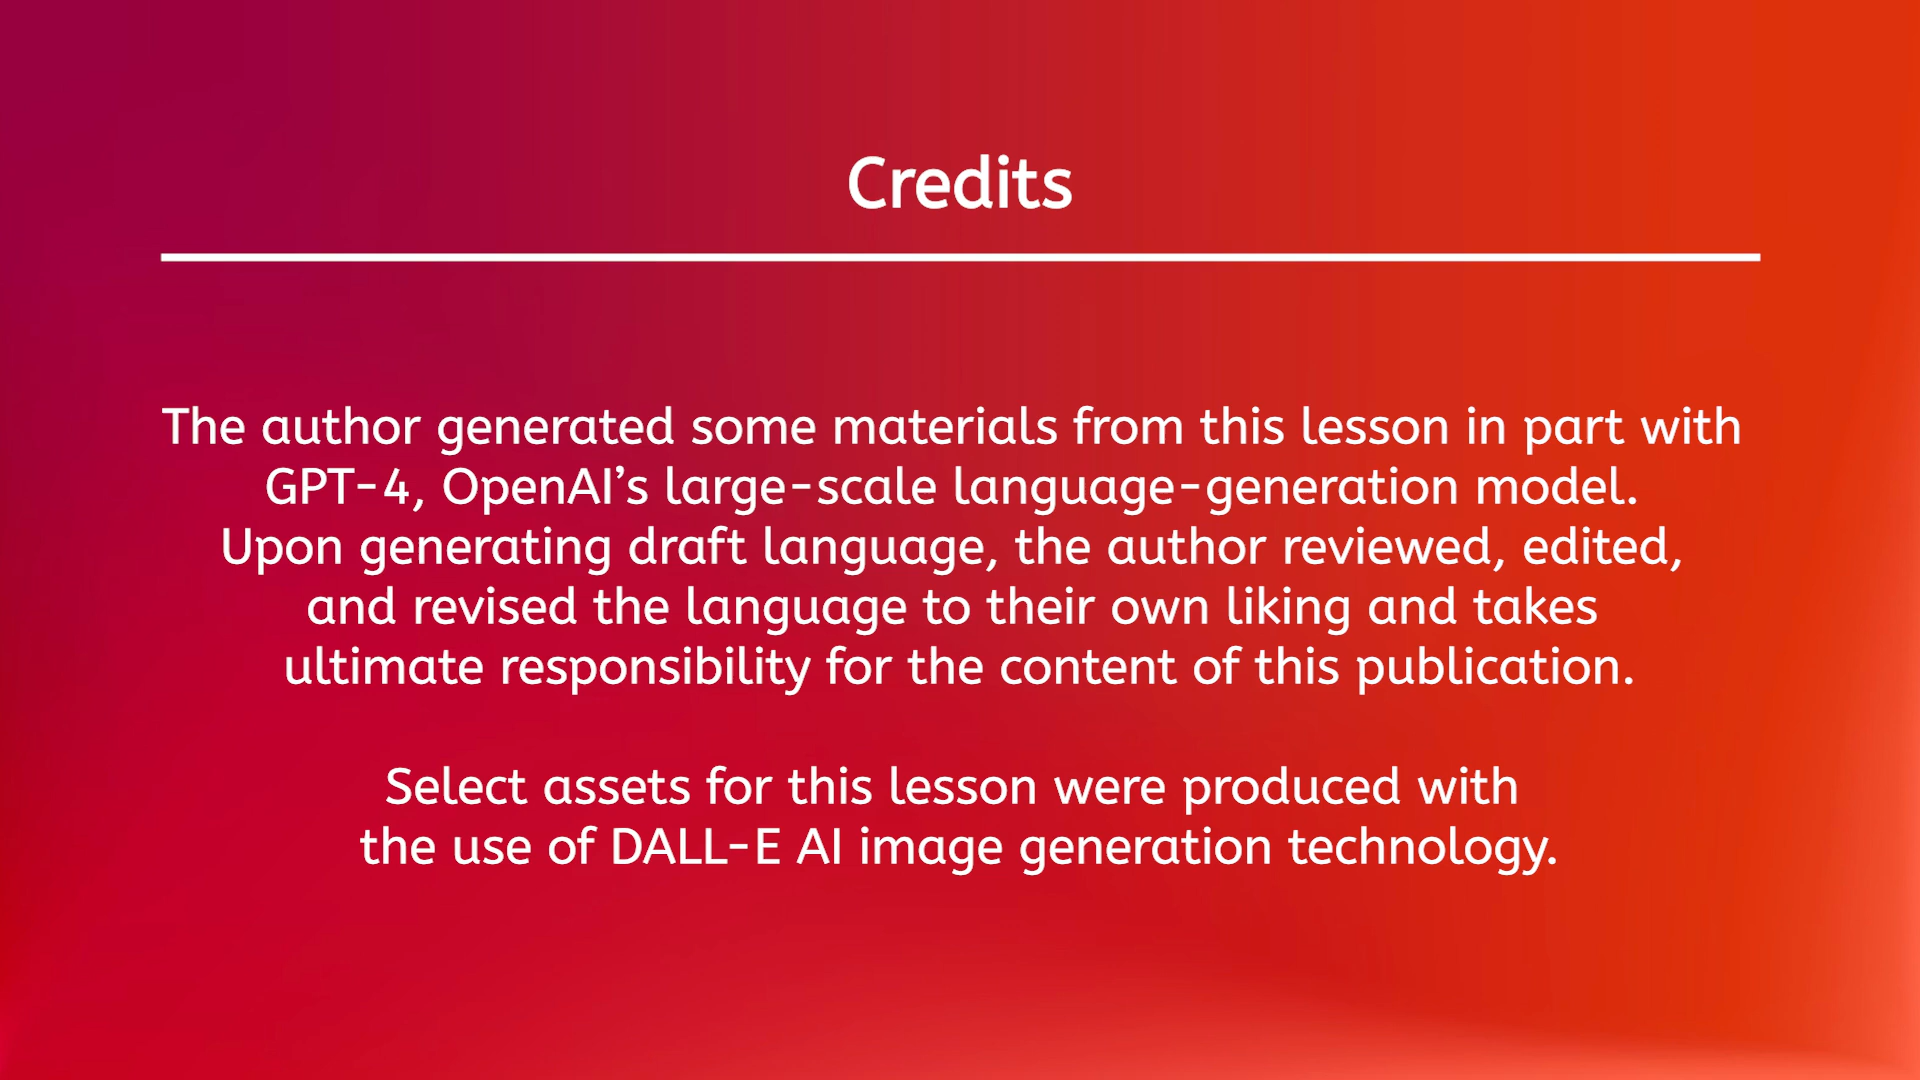 Credits
The author generated some materials from this lesson in part with
GPT-4, OpenAI’s large-scale language-generation model.
Upon generating draft language, the author reviewed, edited,
and revised the language to their own liking and takes
ultimate responsibility for the content of this publication.
Select assets for this lesson were produced with
the use of DALL-E AI image generation technology.